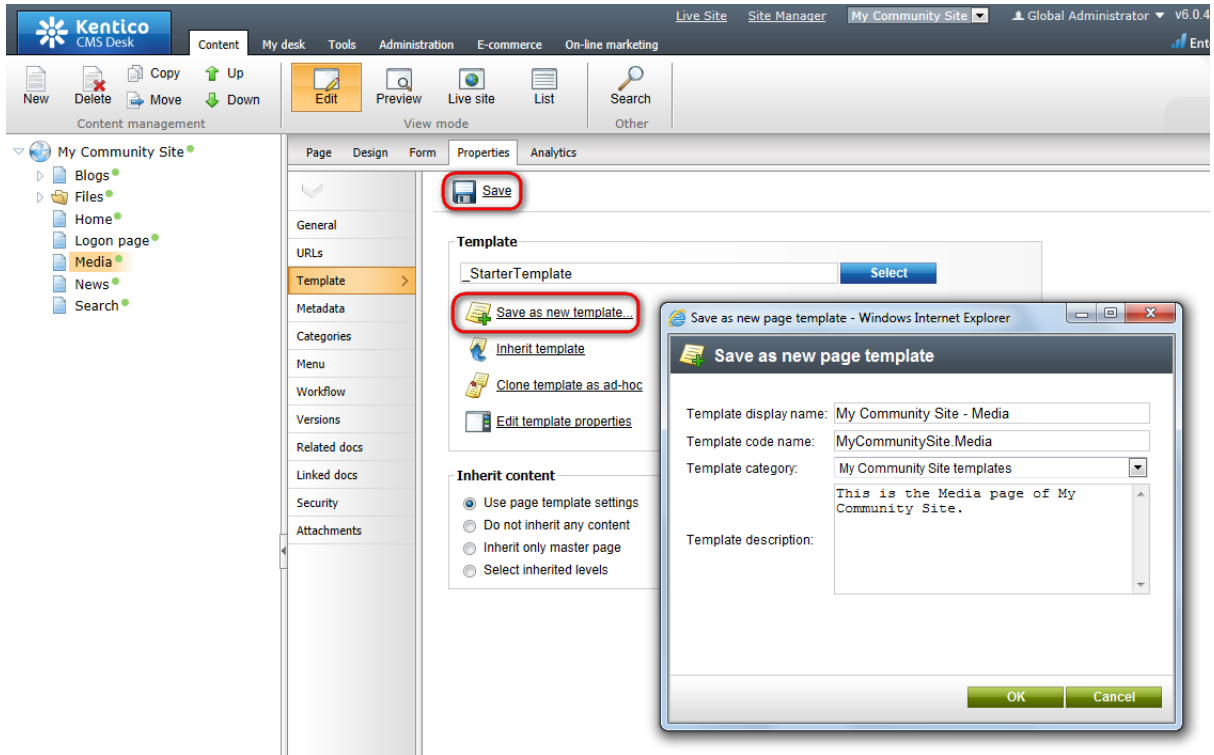 Kentico
CMS Desk
Live Site Site Manager My Community Site Global Administrator v6.0.4
Content My desk Tools Administration E-commerce On-line marketing
Ent
New Delete Copy Move Up Down
Content management
Edit Preview Live site List
View mode
Search
Other
My Community Site
Blogs
Files
Home
Logon page
Media
News
Search
Page Design Form Properties Analytics
General
URLs
Template
Metadata
Categories
Menu
Workflow
Versions
Related docs
Linked docs
Security
Attachments
Save
Template
_StarterTemplate Select
Save as new template...
Inherit template
Clone template as ad-hoc
Edit template properties
Inherit content
Use page template settings
Do not inherit any content
Inherit only master page
Select inherited levels
Save as new page template - Windows Internet Explorer
Save as new page template
Template display name: My Community Site - Media
Template code name: MyCommunitySite.Media
Template category: My Community Site templates
Template description:
This is the Media page of My
Community Site.
OK Cancel